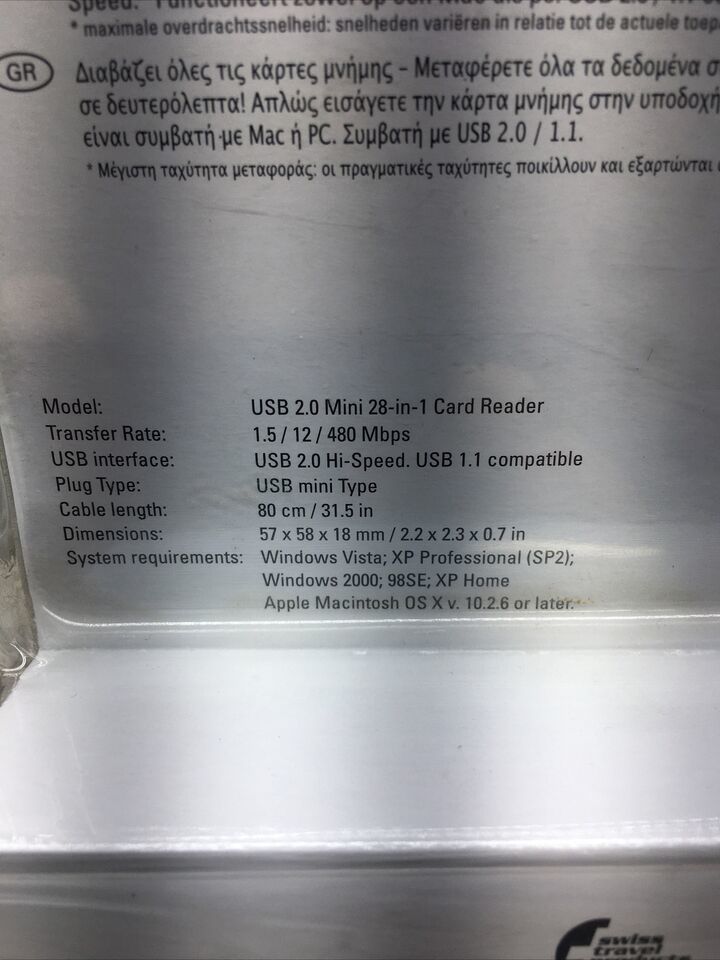 * maximale overdrachtssnelheid: snelheden variëren in relatie tot de actuele
GR Διαβάζει όλες τις κάρτες μνήμης – Μεταφέρετε όλα τα δεδομένα
σε δευτερόλεπτα! Απλώς εισάγετε την κάρτα μνήμης στην υποδοχή
είναι συμβατή με Mac ή PC. Συμβατή με USB 2.0 / 1.1.
* Μέγιστη ταχύτητα μεταφοράς: οι πραγματικές ταχύτητες ποικίλλουν και εξαρτώνται
Model: USB 2.0 Mini 28-in-1 Card Reader
Transfer Rate: 1.5 / 12 / 480 Mbps
USB interface: USB 2.0 Hi-Speed. USB 1.1 compatible
Plug Type: USB mini Type
Cable length: 80 cm / 31.5 in
Dimensions: 57 x 58 x 18 mm / 2.2 x 2.3 x 0.7 in
System requirements: Windows Vista; XP Professional (SP2);
Windows 2000; 98SE; XP Home
Apple Macintosh OS X v. 10.2.6 or later.
swiss
travel
products